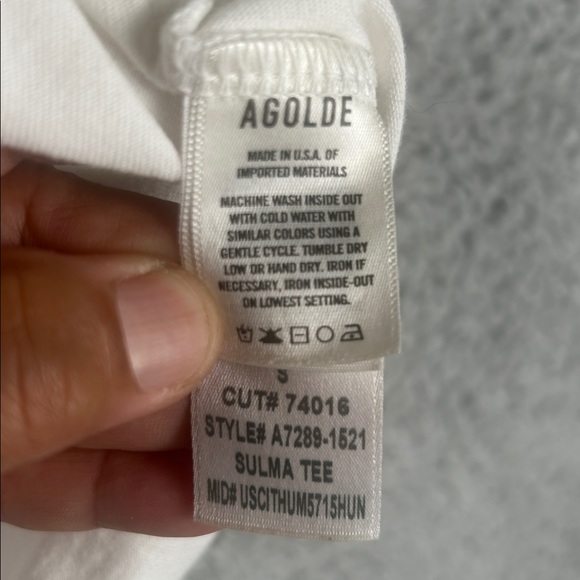 AGOLDE
MADE IN U.S.A. OF
IMPORTED MATERIALS
MACHINE WASH INSIDE OUT
WITH COLD WATER WITH
SIMILAR COLORS USING A
GENTLE CYCLE. TUMBLE DRY
LOW OR HAND DRY. IRON IF
NECESSARY, IRON INSIDE-OUT
ON LOWEST SETTING.
S
CUT# 74016
STYLE# A7289-1521
SULMA TEE
MID# USCITHUM5715HUN